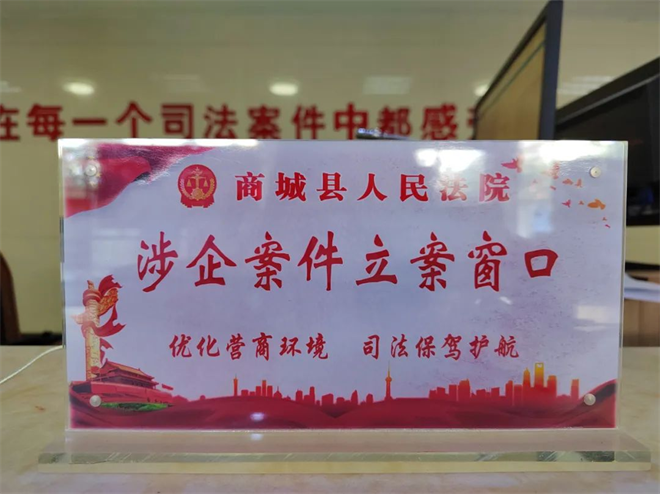 在每一个司法案件中都感
商城县人民法院
涉企案件立案窗口
优化营商环境 司法保驾护航